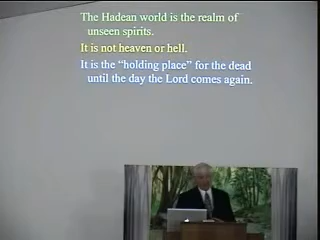 The Hadean world is the realm of
unseen spirits.
It is not heaven or hell.
It is the “holding place” for the dead
until the day the Lord comes again.